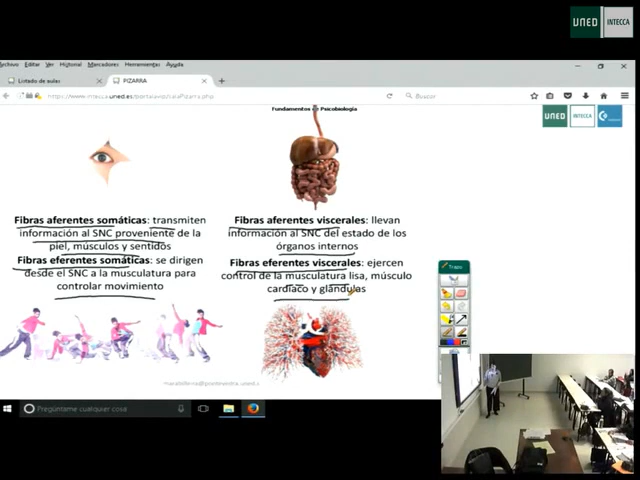 UNED INTECCA
Archivo Editar Ver Historial Marcadores Herramientas Ayuda
Listado de aulas
PIZARRA
Buscar
Fundamentos de Psicobiología
UNED INTECCA
Fibras aferentes somáticas: transmiten
información al SNC proveniente de la
piel, músculos y sentidos
Fibras eferentes somáticas: se dirigen
desde el SNC a la musculatura para
controlar movimiento
Fibras aferentes viscerales: llevan
información al SNC del estado de los
órganos internos
Fibras eferentes viscerales: ejercen
control de la musculatura lisa, músculo
cardíaco y glándulas
Trazo
Pregúntame cualquier cosa